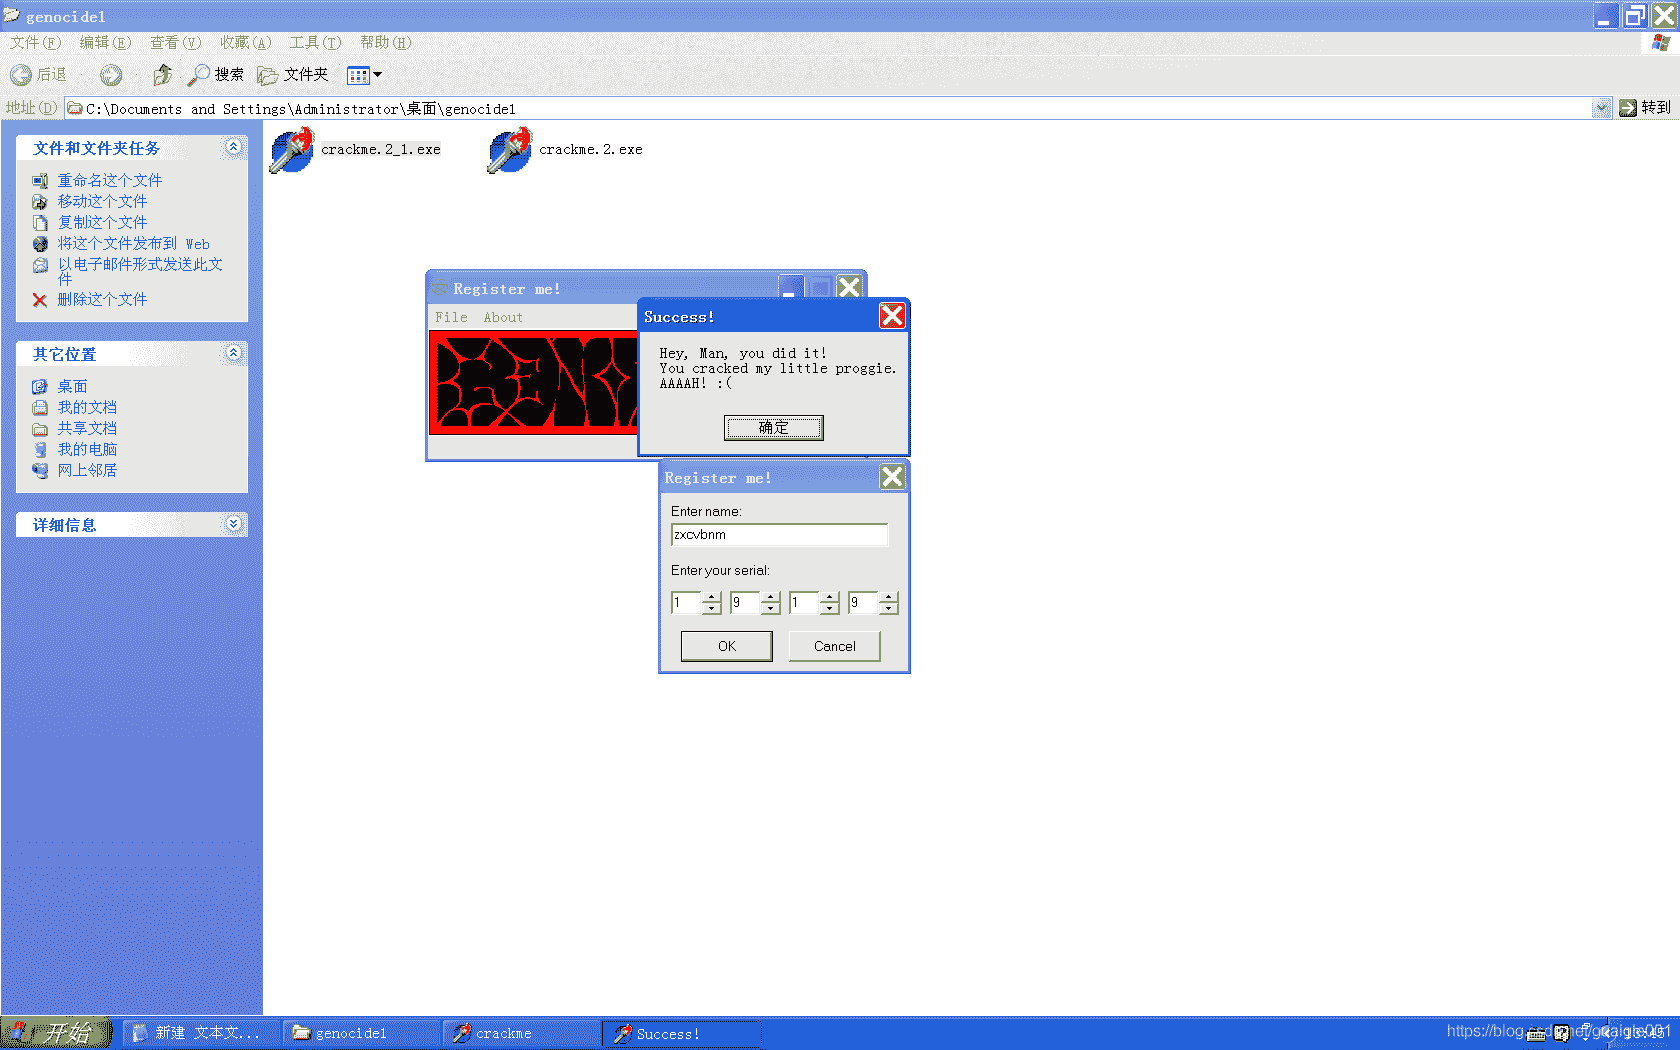 genocide1
文件(F) 编辑(E) 查看(V) 收藏(A) 工具(T) 帮助(H)
后退 搜索 文件夹
地址(D) C:\Documents and Settings\Administrator\桌面\genocide1 转到
文件和文件夹任务
重命名这个文件
移动这个文件
复制这个文件
将这个文件发布到 Web
以电子邮件形式发送此文
件
删除这个文件
其它位置
桌面
我的文档
共享文档
我的电脑
网上邻居
详细信息
crackme.2_1.exe crackme.2.exe
Register me!
File About
Success!
Hey, Man, you did it!
You cracked my little proggie.
AAAAH! :(
确定
Register me!
Enter name:
zxcvbnm
Enter your serial:
1 9 1 9
OK Cancel
开始 新建 文本文... genocide1 crackme Success!